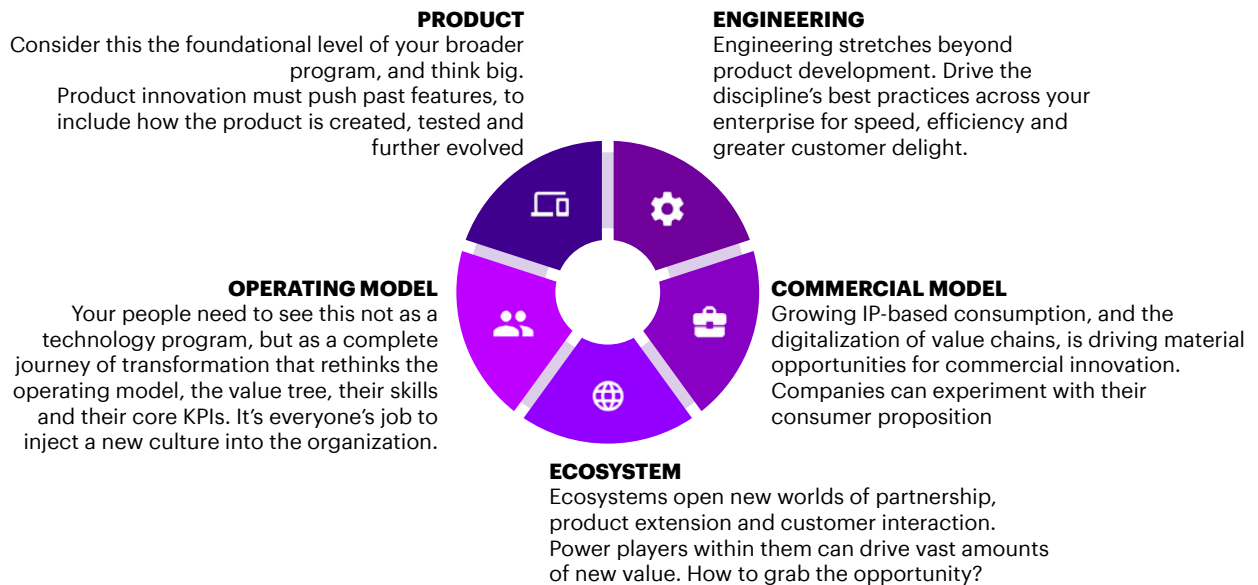 PRODUCT
Consider this the foundational level of your broader
program, and think big.
Product innovation must push past features, to
include how the product is created, tested and
further evolved
ENGINEERING
Engineering stretches beyond
product development. Drive the
discipline’s best practices across your
enterprise for speed, efficiency and
greater customer delight.
OPERATING MODEL
Your people need to see this not as a
technology program, but as a complete
journey of transformation that rethinks the
operating model, the value tree, their skills
and their core KPIs. It’s everyone’s job to
inject a new culture into the organization.
COMMERCIAL MODEL
Growing IP-based consumption, and the
digitalization of value chains, is driving material
opportunities for commercial innovation.
Companies can experiment with their
consumer proposition
ECOSYSTEM
Ecosystems open new worlds of partnership,
product extension and customer interaction.
Power players within them can drive vast amounts
of new value. How to grab the opportunity?